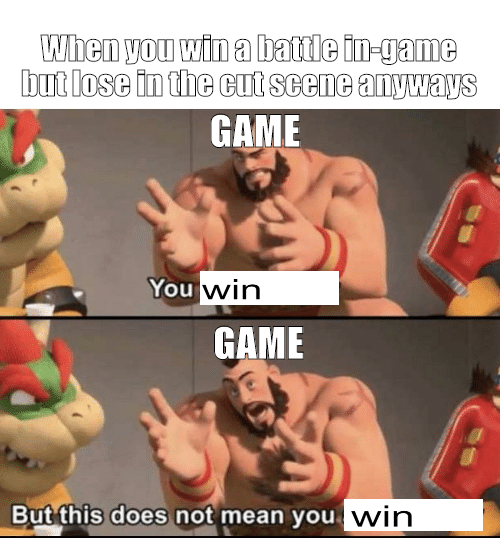 When you win a battle in-game
but lose in the cut scene anyways
GAME
You win
GAME
But this does not mean you win